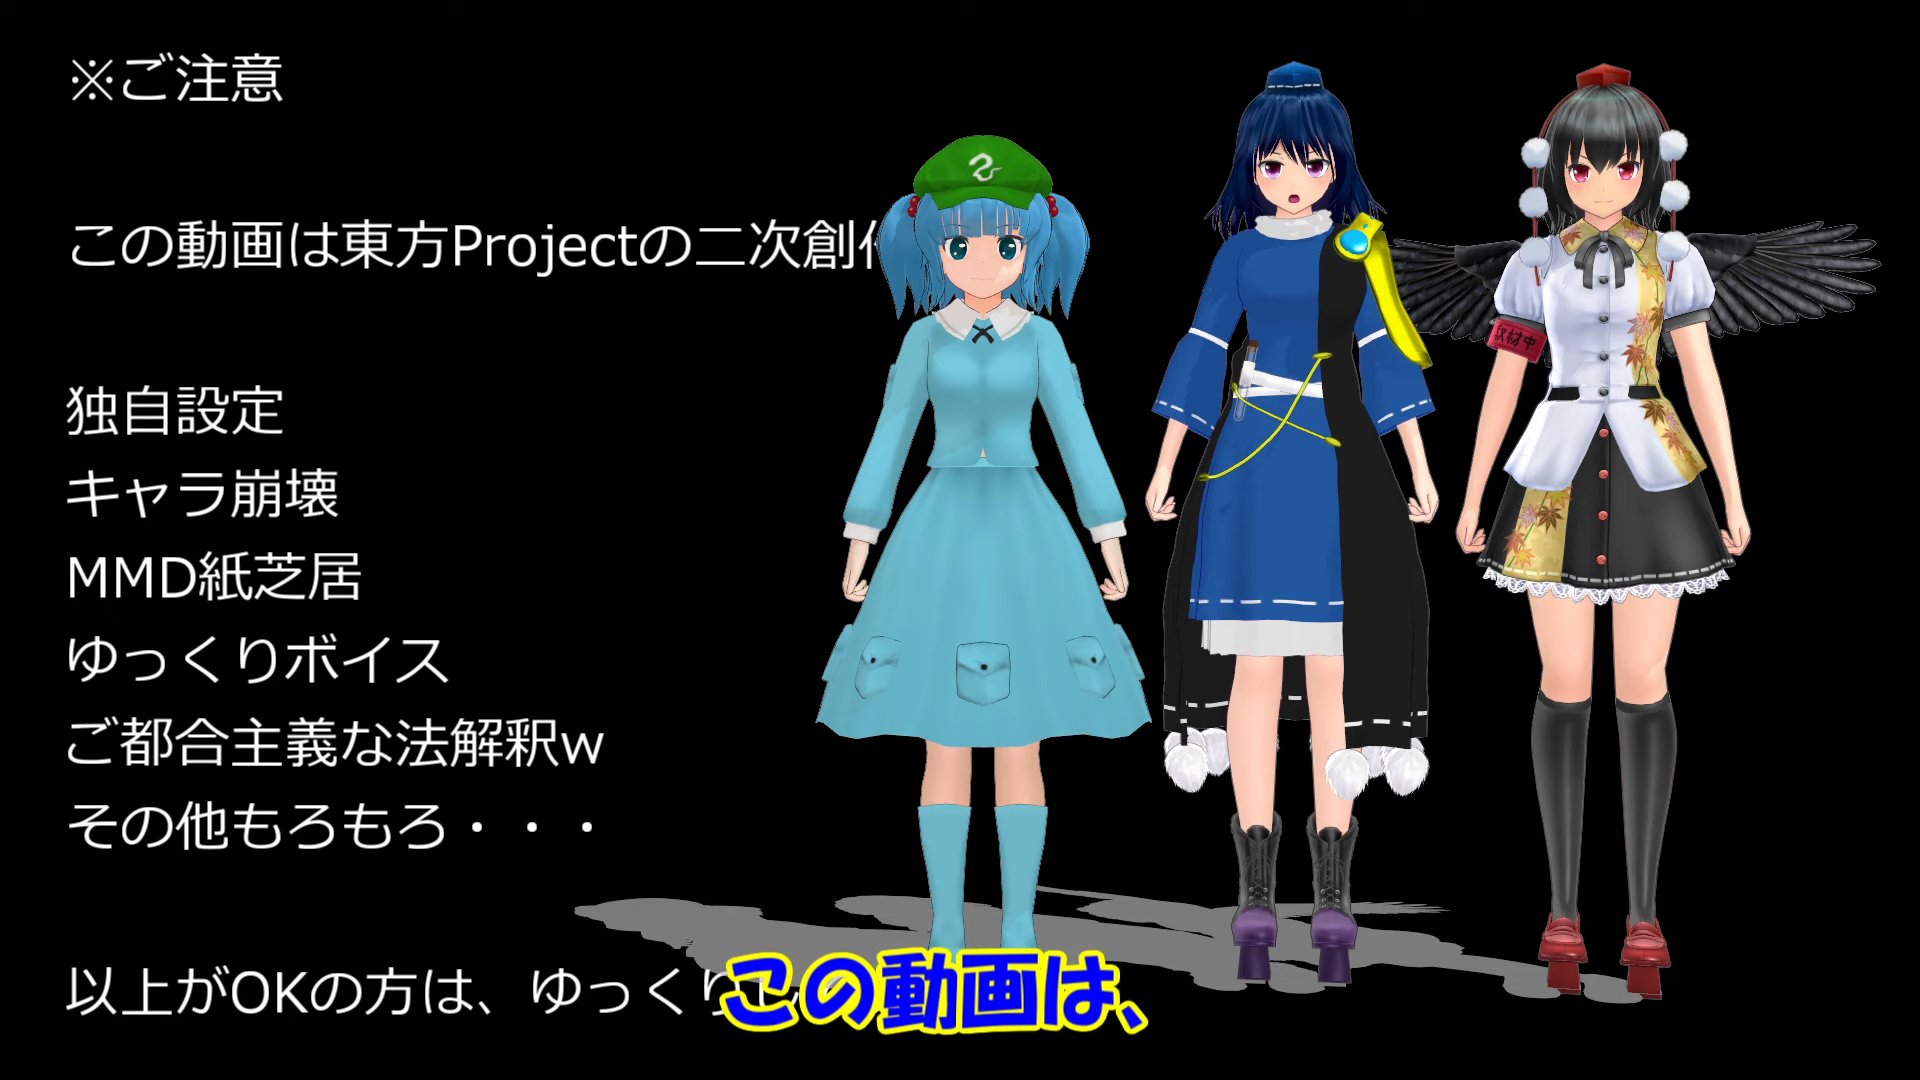 ※ご注意
この動画は東方Projectの二次創作
独自設定
キャラ崩壊
MMD紙芝居
ゆっくりボイス
ご都合主義な法解釈w
その他もろもろ・・・
以上がOKの方は、ゆっくり
この動画は、
取材中